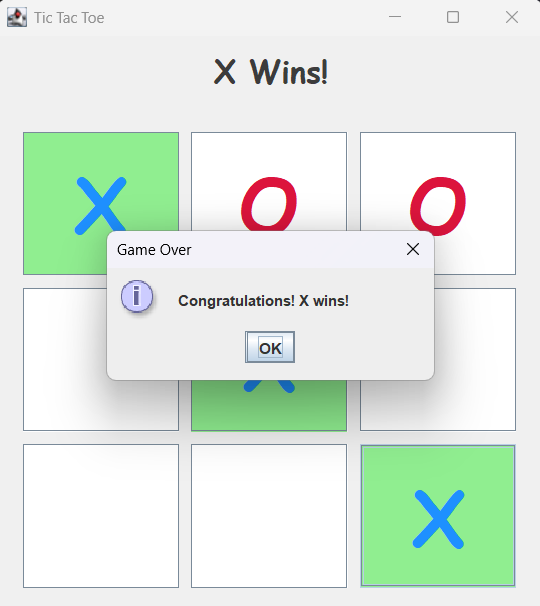 Tic Tac Toe
X Wins!
X O O
Game Over
i
Congratulations! X wins!
OK
X
X